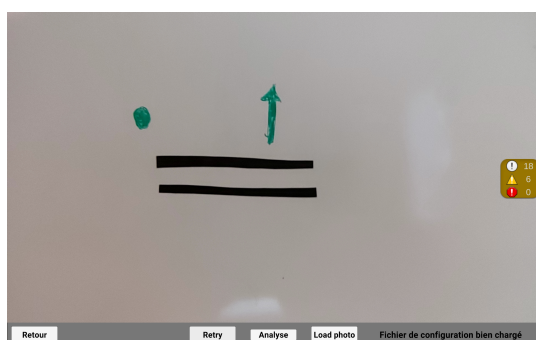 18
6
0
Retour
Retry
Analyse
Load photo
Fichier de configuration bien chargé